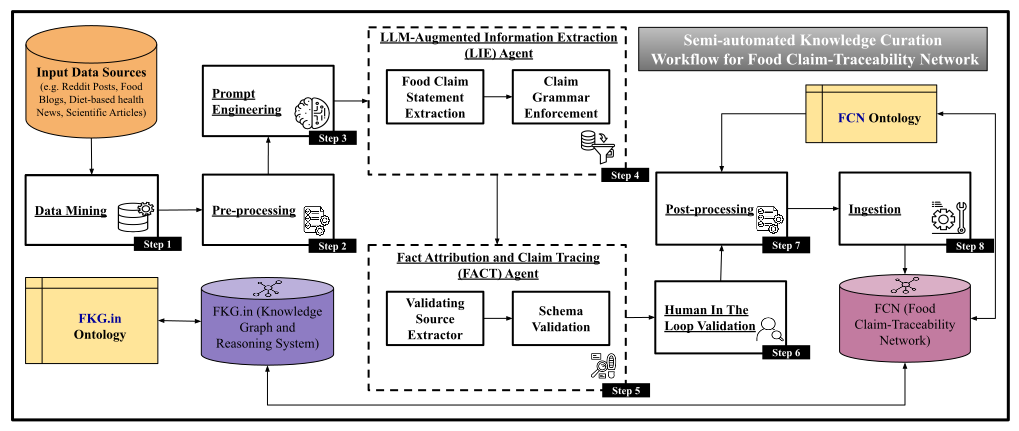 Semi-automated Knowledge Curation
Workflow for Food Claim-Traceability Network
Input Data Sources
(e.g. Reddit Posts, Food
Blogs, Diet-based health
News, Scientific Articles)
Data Mining
Step 1
Pre-processing
Step 2
Prompt
Engineering
Step 3
LLM-Augmented Information Extraction
(LIE) Agent
Food Claim
Statement
Extraction
Claim
Grammar
Enforcement
Step 4
Fact Attribution and Claim Tracing
(FACT) Agent
Validating
Source
Extractor
Schema
Validation
Step 5
Human In The
Loop Validation
Step 6
Post-processing
Step 7
FCN Ontology
Ingestion
Step 8
FCN (Food
Claim-Traceability
Network)
FKG.in
Ontology
FKG.in (Knowledge
Graph and
Reasoning System)